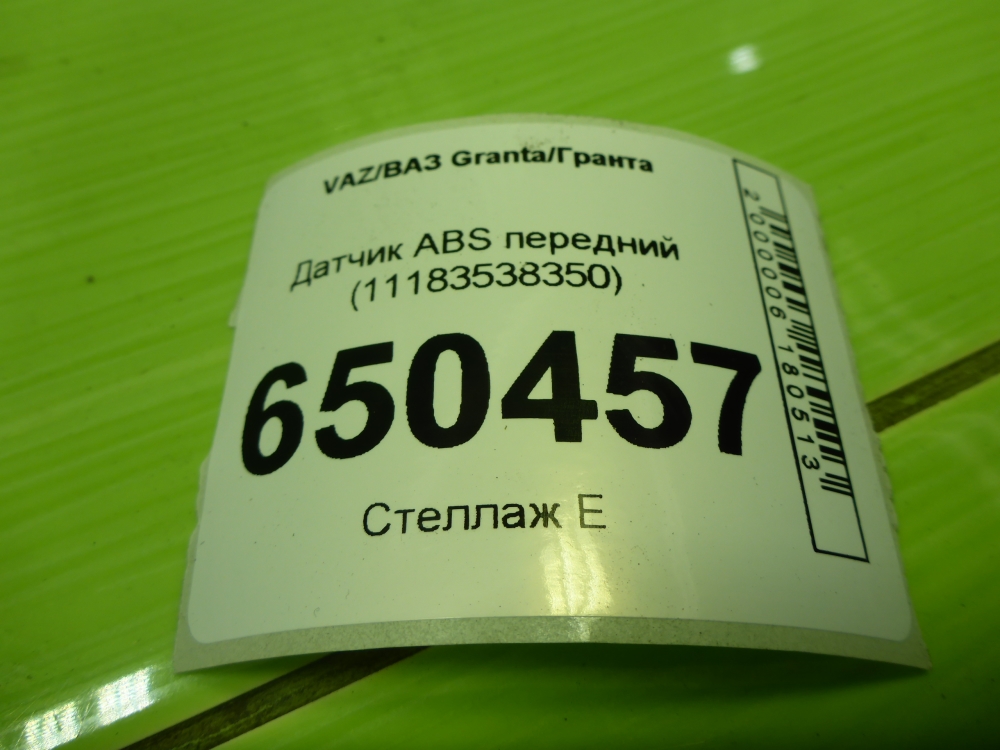 VAZ/ВАЗ Granta/Гранта
Датчик ABS передний
(11183538350)
650457
Стеллаж Е
2000006180513